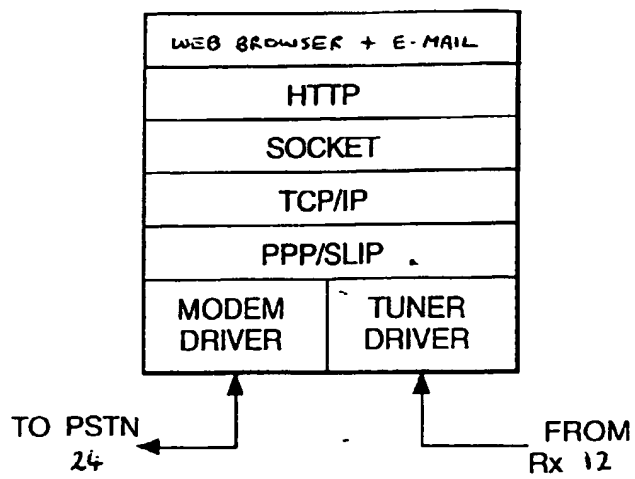 WEB BROWSER + E-MAIL
HTTP
SOCKET
TCP/IP
PPP/SLIP
MODEM
DRIVER
TUNER
DRIVER
TO PSTN
24
FROM
Rx 12